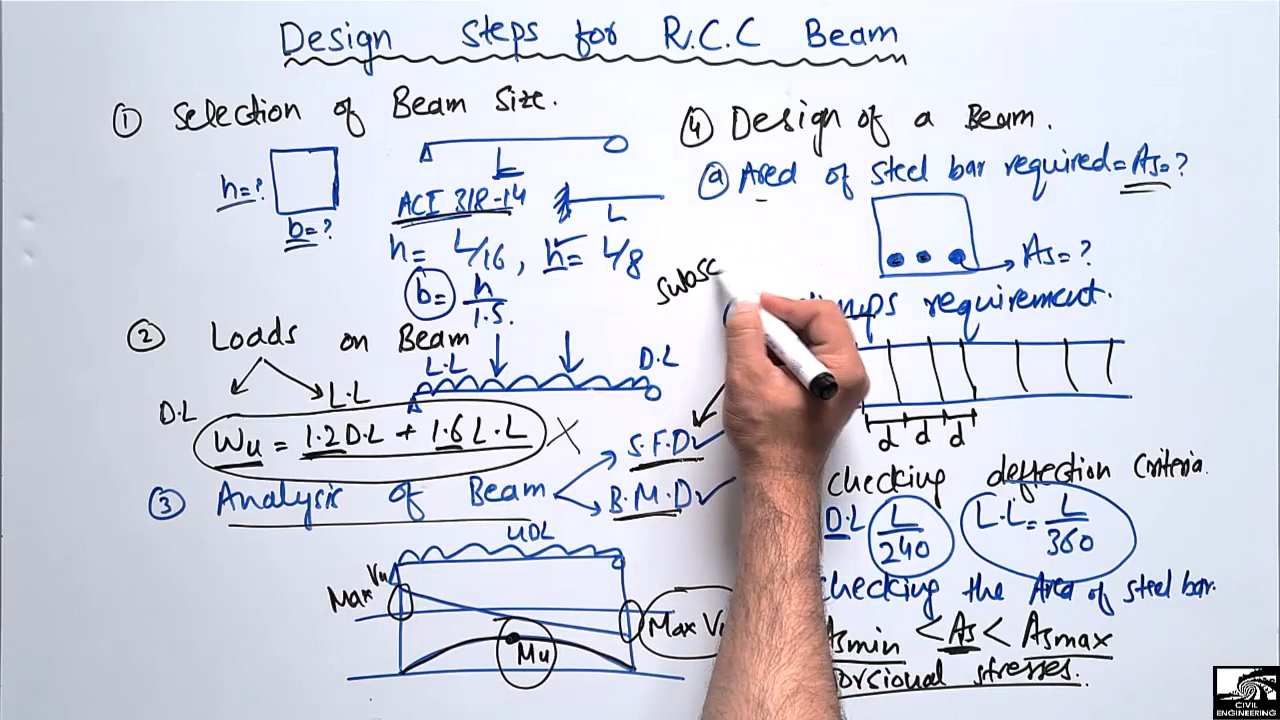 Design Steps for R.C.C Beam
① Selection of Beam Size.
h=?
b=?
L
ACI 318-14
L
h= L/16, h= L/8
b= h/1.5.
② Loads on Beam
L.L
D.L
D.L
L.L
Wu = 1.2D.L + 1.6L.L
③ Analysis of Beam
S.F.D
B.M.D
UDL
Max Vu
Max
Mu
④ Design of a Beam.
ⓐ Area of steel bar required=As=?
As=?
requirement.
d d d
checking deflection Criteria.
D.L L/240 L.L= L/360
checking the Area of steel bar.
Asmin < As < Asmax
stresses.
CIVIL
ENGINEERING